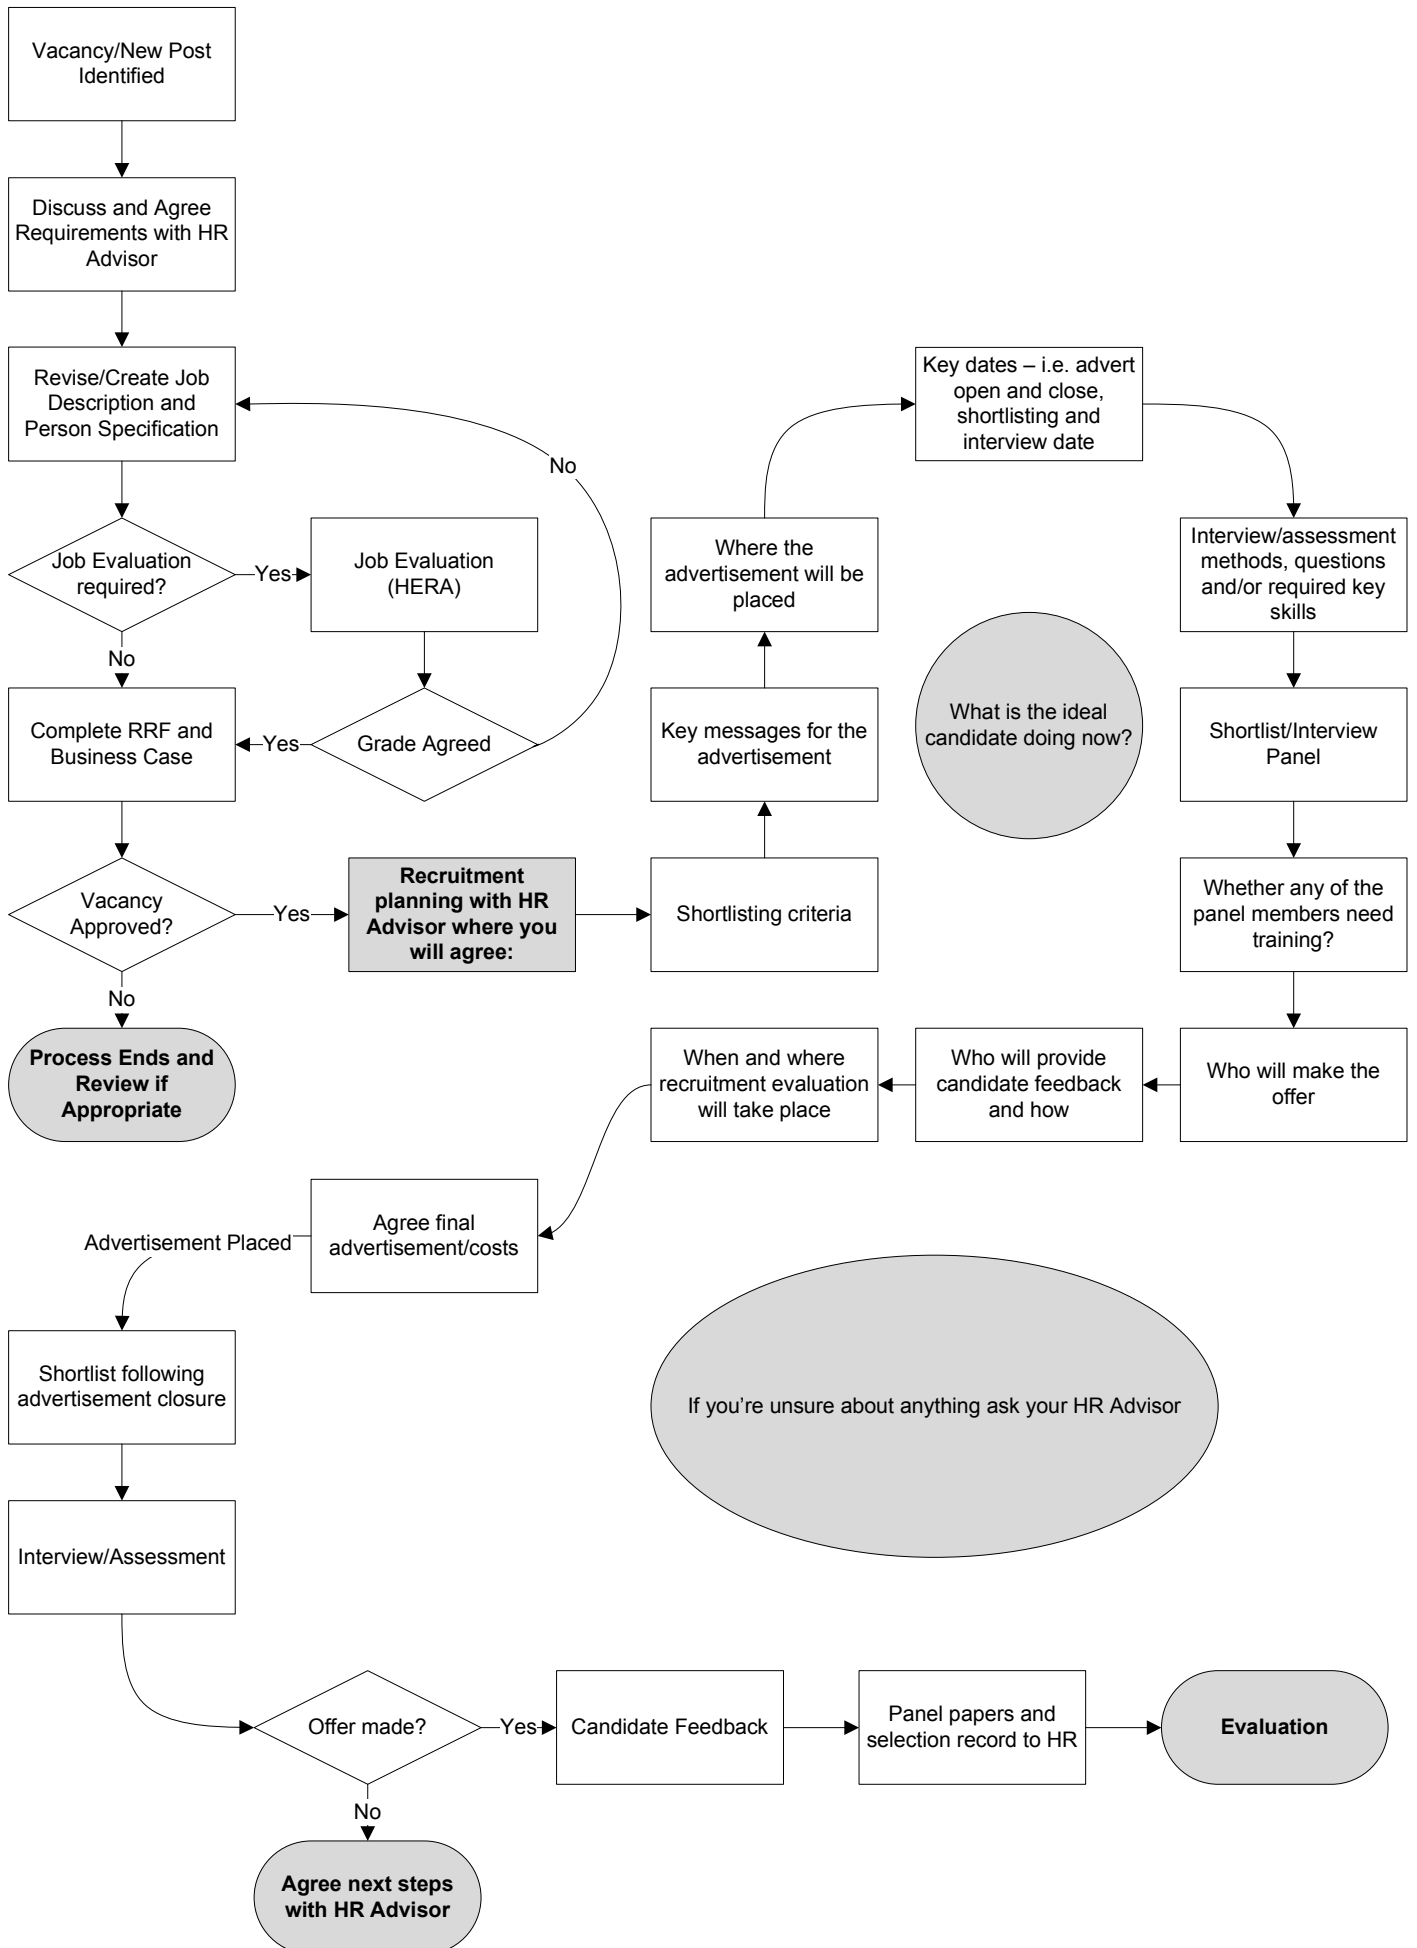 Vacancy/New Post
Identified
Discuss and Agree
Requirements with HR
Advisor
Revise/Create Job
Description and
Person Specification
No
Job Evaluation
required?
Yes
Job Evaluation
(HERA)
No
Complete RRF and
Business Case
Yes
Grade Agreed
Vacancy
Approved?
Yes
Recruitment
planning with HR
Advisor where you
will agree:
Shortlisting criteria
Key messages for the
advertisement
Where the
advertisement will be
placed
Key dates – i.e. advert
open and close,
shortlisting and
interview date
Interview/assessment
methods, questions
and/or required key
skills
What is the ideal
candidate doing now?
Shortlist/Interview
Panel
Whether any of the
panel members need
training?
Who will make the
offer
Who will provide
candidate feedback
and how
When and where
recruitment evaluation
will take place
No
Process Ends and
Review if
Appropriate
Agree final
advertisement/costs
Advertisement Placed
Shortlist following
advertisement closure
If you’re unsure about anything ask your HR Advisor
Interview/Assessment
Offer made?
Yes
Candidate Feedback
Panel papers and
selection record to HR
Evaluation
No
Agree next steps
with HR Advisor